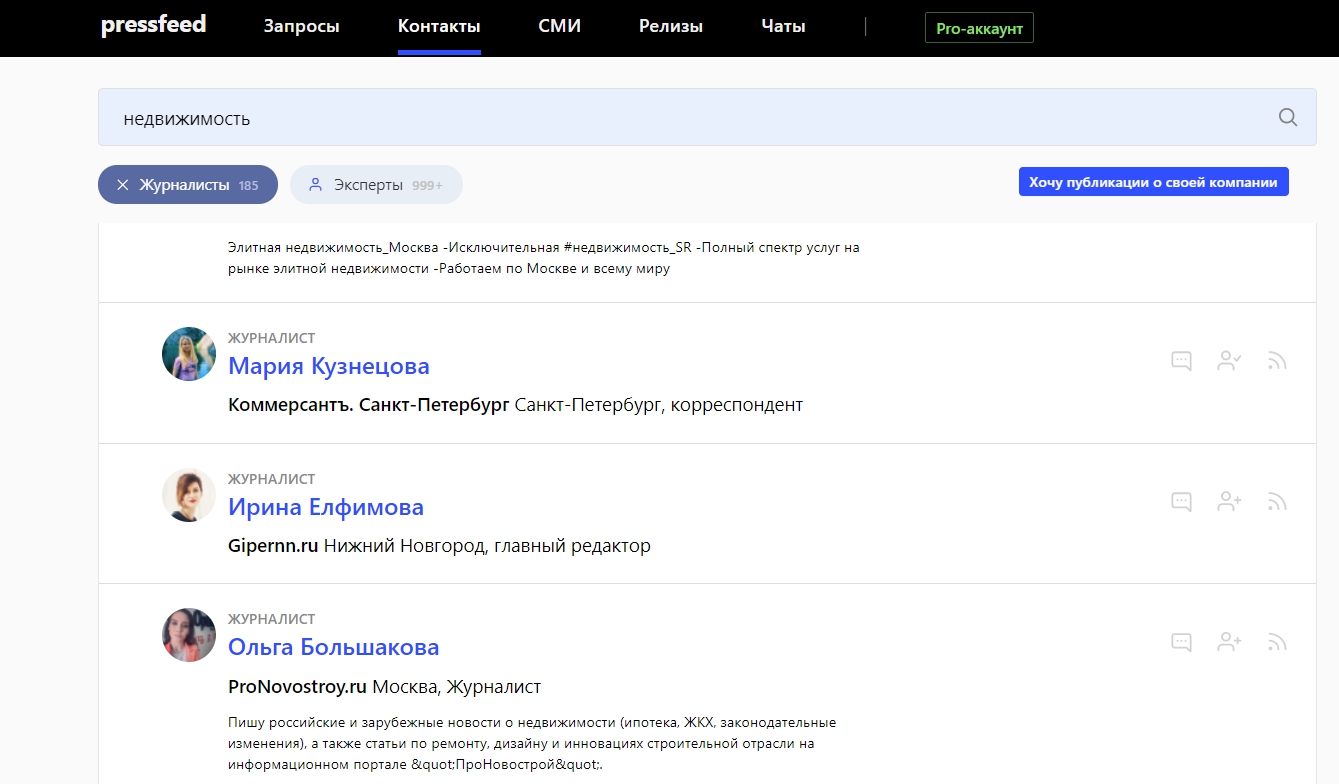 pressfeed Запросы Контакты СМИ Релизы Чаты | Pro-аккаунт
недвижимость
Журналисты 185 Эксперты 999+ Хочу публикации о своей компании
Элитная недвижимость_Москва -Исключительная #недвижимость_SR -Полный спектр услуг на
рынке элитной недвижимости -Работаем по Москве и всему миру
ЖУРНАЛИСТ
Мария Кузнецова
Коммерсантъ. Санкт-Петербург Санкт-Петербург, корреспондент
ЖУРНАЛИСТ
Ирина Елфимова
Gipernn.ru Нижний Новгород, главный редактор
ЖУРНАЛИСТ
Ольга Большакова
ProNovostroy.ru Москва, Журналист
Пишу российские и зарубежные новости о недвижимости (ипотека, ЖКХ, законодательные
изменения), а также статьи по ремонту, дизайну и инновациях строительной отрасли на
информационном портале &quot;ПроНовострой&quot;.